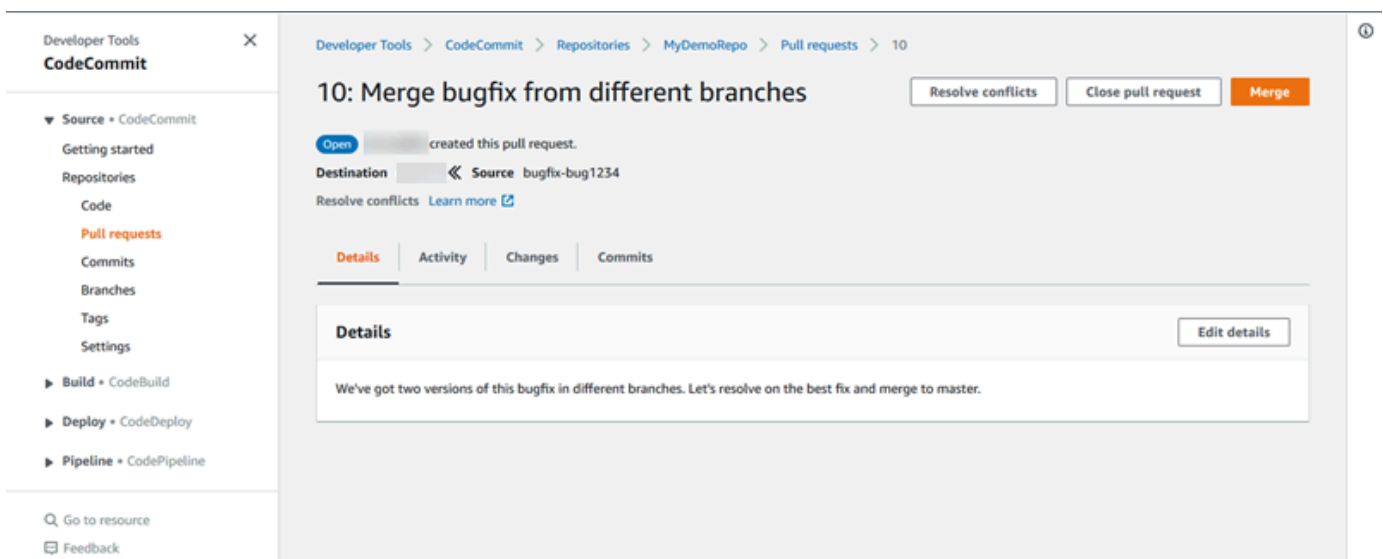 Developer Tools
CodeCommit
Source • CodeCommit
Getting started
Repositories
Code
Pull requests
Commits
Branches
Tags
Settings
Build • CodeBuild
Deploy • CodeDeploy
Pipeline • CodePipeline
Go to resource
Feedback
Developer Tools > CodeCommit > Repositories > MyDemoRepo > Pull requests > 10
10: Merge bugfix from different branches Resolve conflicts Close pull request Merge
Open created this pull request.
Destination Source bugfix-bug1234
Resolve conflicts Learn more
Details Activity Changes Commits
Details Edit details
We've got two versions of this bugfix in different branches. Let's resolve on the best fix and merge to master.